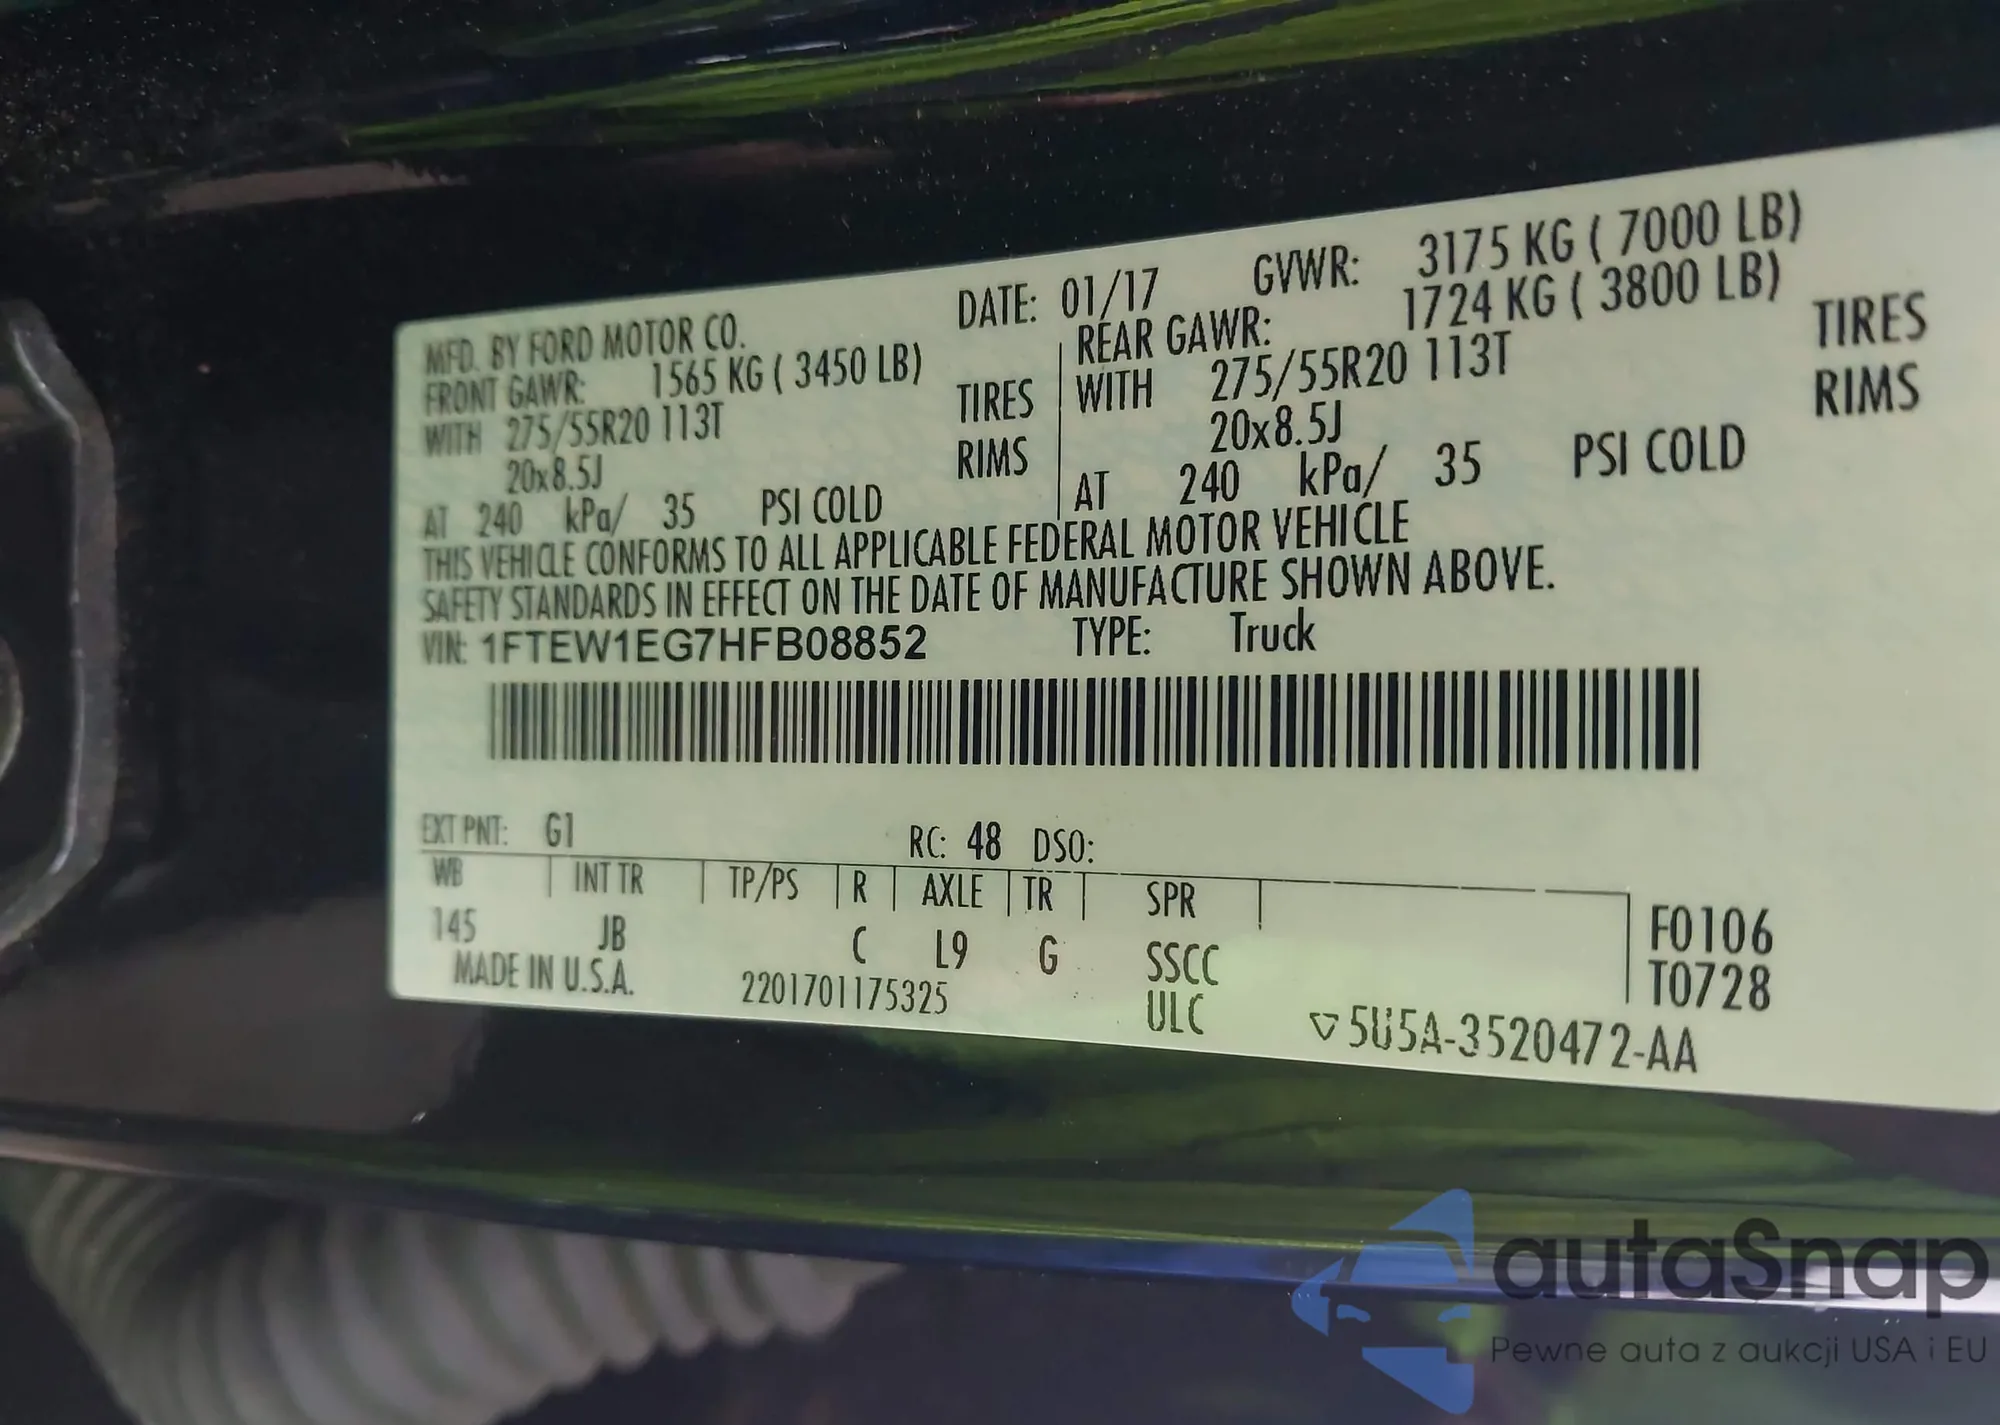 MFD. BY FORD MOTOR CO. DATE: 01/17 GVWR: 3175 KG ( 7000 LB)
FRONT GAWR: 1565 KG ( 3450 LB) REAR GAWR: 1724 KG ( 3800 LB)
WITH 275/55R20 113T TIRES WITH 275/55R20 113T TIRES
20x8.5J RIMS 20x8.5J RIMS
AT 240 kPa/ 35 PSI COLD AT 240 kPa/ 35 PSI COLD
THIS VEHICLE CONFORMS TO ALL APPLICABLE FEDERAL MOTOR VEHICLE
SAFETY STANDARDS IN EFFECT ON THE DATE OF MANUFACTURE SHOWN ABOVE.
VIN: 1FTEW1EG7HFB08852 TYPE: Truck
EXT PNT: G1 RC: 48 DSO:
WB INT TR TP/PS R AXLE TR SPR
145 JB C L9 G SSCC F0106
MADE IN U.S.A. 2201701175325 ULC T0728
▽5U5A-3520472-AA
autaSnap
Pewne auta z aukcji USA i EU